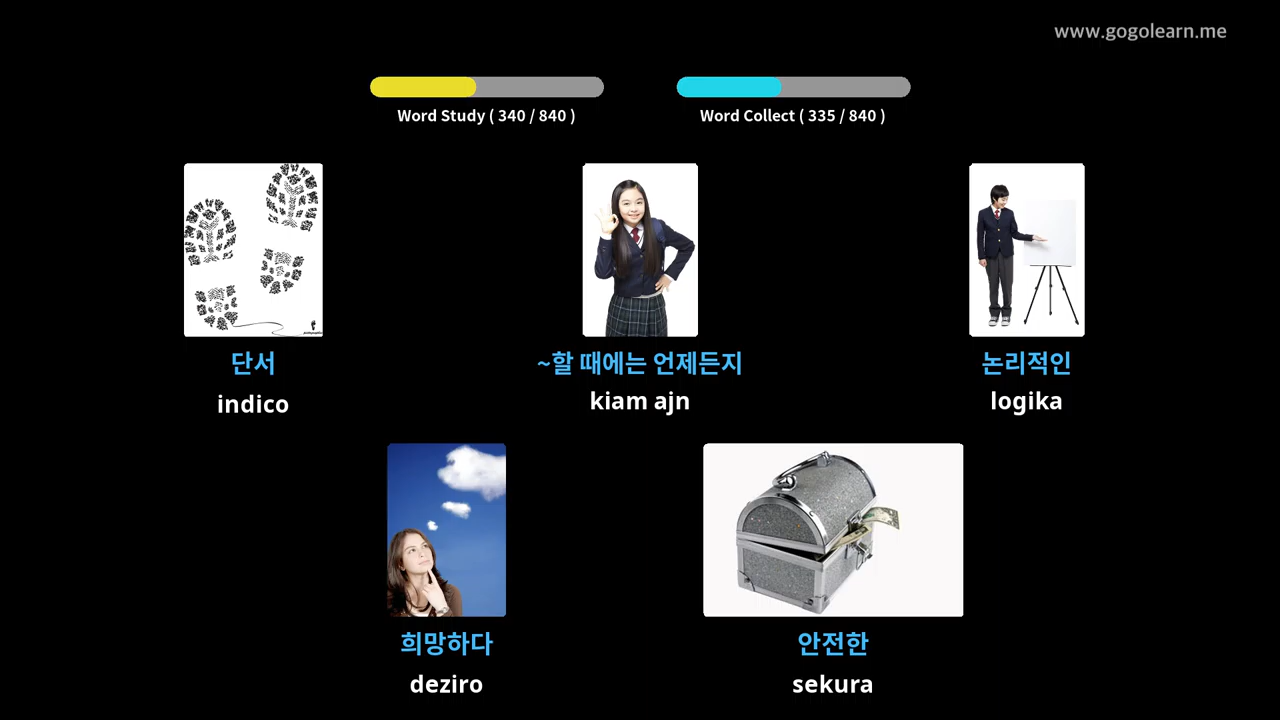 www.gogolearn.me
Word Study ( 340 / 840 )
Word Collect ( 335 / 840 )
단서
indico
~할 때에는 언제든지
kiam ajn
논리적인
logika
희망하다
deziro
안전한
sekura